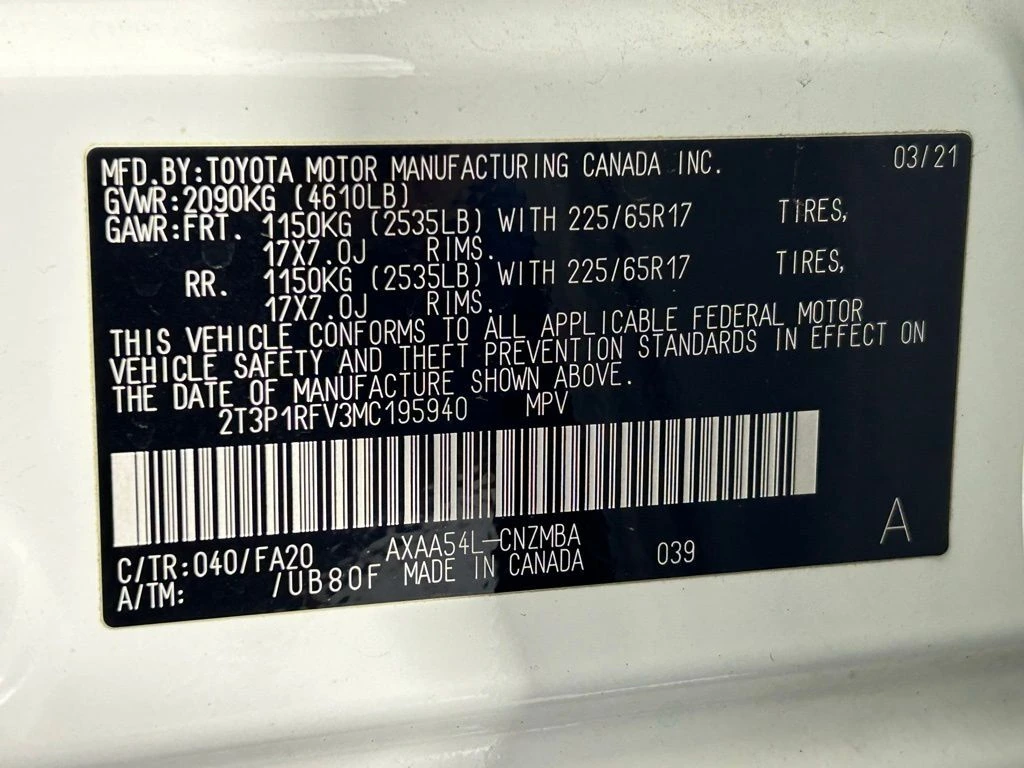 MFD.BY:TOYOTA MOTOR MANUFACTURING CANADA INC. 03/21
GVWR:2090KG (4610LB)
GAWR:FRT. 1150KG (2535LB) WITH 225/65R17 TIRES,
17X7.0J RIMS.
RR. 1150KG (2535LB) WITH 225/65R17 TIRES,
17X7.0J RIMS.
THIS VEHICLE CONFORMS TO ALL APPLICABLE FEDERAL MOTOR
VEHICLE SAFETY AND THEFT PREVENTION STANDARDS IN EFFECT ON
THE DATE OF MANUFACTURE SHOWN ABOVE.
2T3P1RFV3MC195940 MPV
A
C/TR:040/FA20 AXAA54L-CNZMBA 039
A/TM: /UB80F MADE IN CANADA